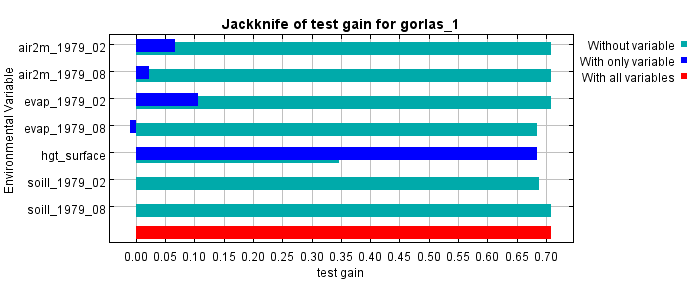 Jackknife of test gain for gorlas_1
Environmental Variable
air2m_1979_02
air2m_1979_08
evap_1979_02
evap_1979_08
hgt_surface
soill_1979_02
soill_1979_08
0.00 0.05 0.10 0.15 0.20 0.25 0.30 0.35 0.40 0.45 0.50 0.55 0.60 0.65 0.70
test gain
Without variable
With only variable
With all variables